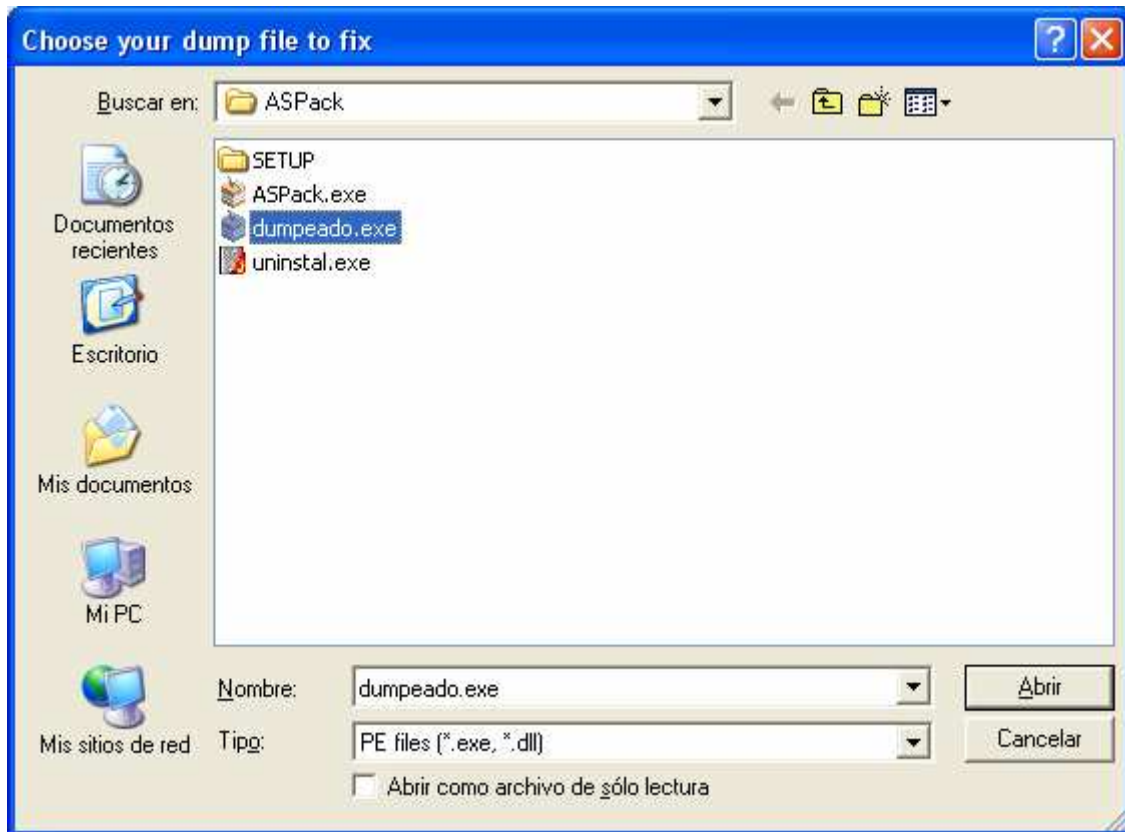 Choose your dump file to fix
Buscar en:
ASPack
SETUP
ASPack.exe
dumpeado.exe
uninstal.exe
Documentos
recientes
Escritorio
Mis documentos
Mi PC
Mis sitios de red
Nombre:
dumpeado.exe
Abrir
Tipo:
PE files (*.exe, *.dll)
Cancelar
Abrir como archivo de sólo lectura